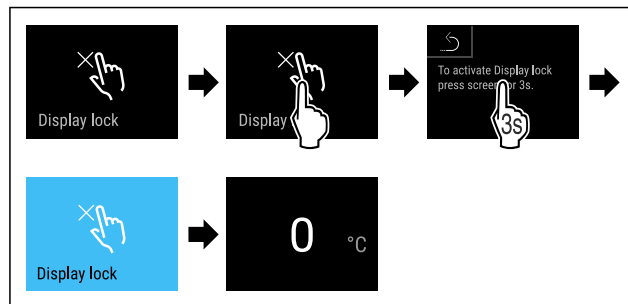 Display lock
Display
To activate Display lock
press screen for 3s.
3s
Display lock
0 °C